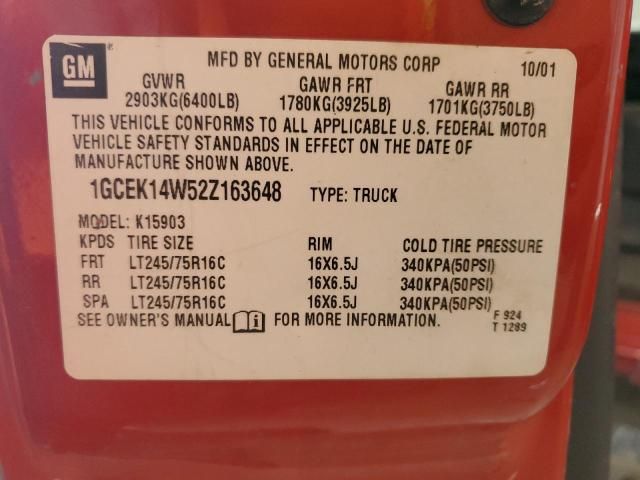 GM
MFD BY GENERAL MOTORS CORP 10/01
GVWR GAWR FRT GAWR RR
2903KG(6400LB) 1780KG(3925LB) 1701KG(3750LB)
THIS VEHICLE CONFORMS TO ALL APPLICABLE U.S. FEDERAL MOTOR
VEHICLE SAFETY STANDARDS IN EFFECT ON THE DATE OF
MANUFACTURE SHOWN ABOVE.
1GCEK14W52Z163648 TYPE: TRUCK
MODEL: K15903
KPDS TIRE SIZE RIM COLD TIRE PRESSURE
FRT LT245/75R16C 16X6.5J 340KPA(50PSI)
RR LT245/75R16C 16X6.5J 340KPA(50PSI)
SPA LT245/75R16C 16X6.5J 340KPA(50PSI)
SEE OWNER'S MANUAL i FOR MORE INFORMATION. F 924
T 1289